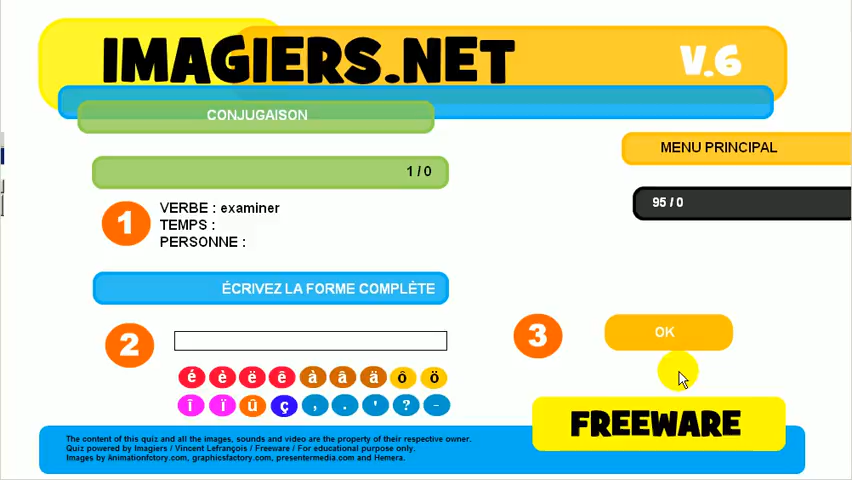 IMAGIERS.NET
V.6
CONJUGAISON
MENU PRINCIPAL
1 / 0
95 / 0
1
VERBE : examiner
TEMPS :
PERSONNE :
ÉCRIVEZ LA FORME COMPLÈTE
2
3
OK
é è ë ê à â ä ô ö
î ï û ç , . ' ? -
FREEWARE
The content of this quiz and all the images, sounds and video are the property of their respective owner.
Quiz powered by Imagiers / Vincent Lefrançois / Freeware / For educational purpose only.
Images by Animationfctory.com, graphicsfactory.com, presentermedia.com and Hemera.